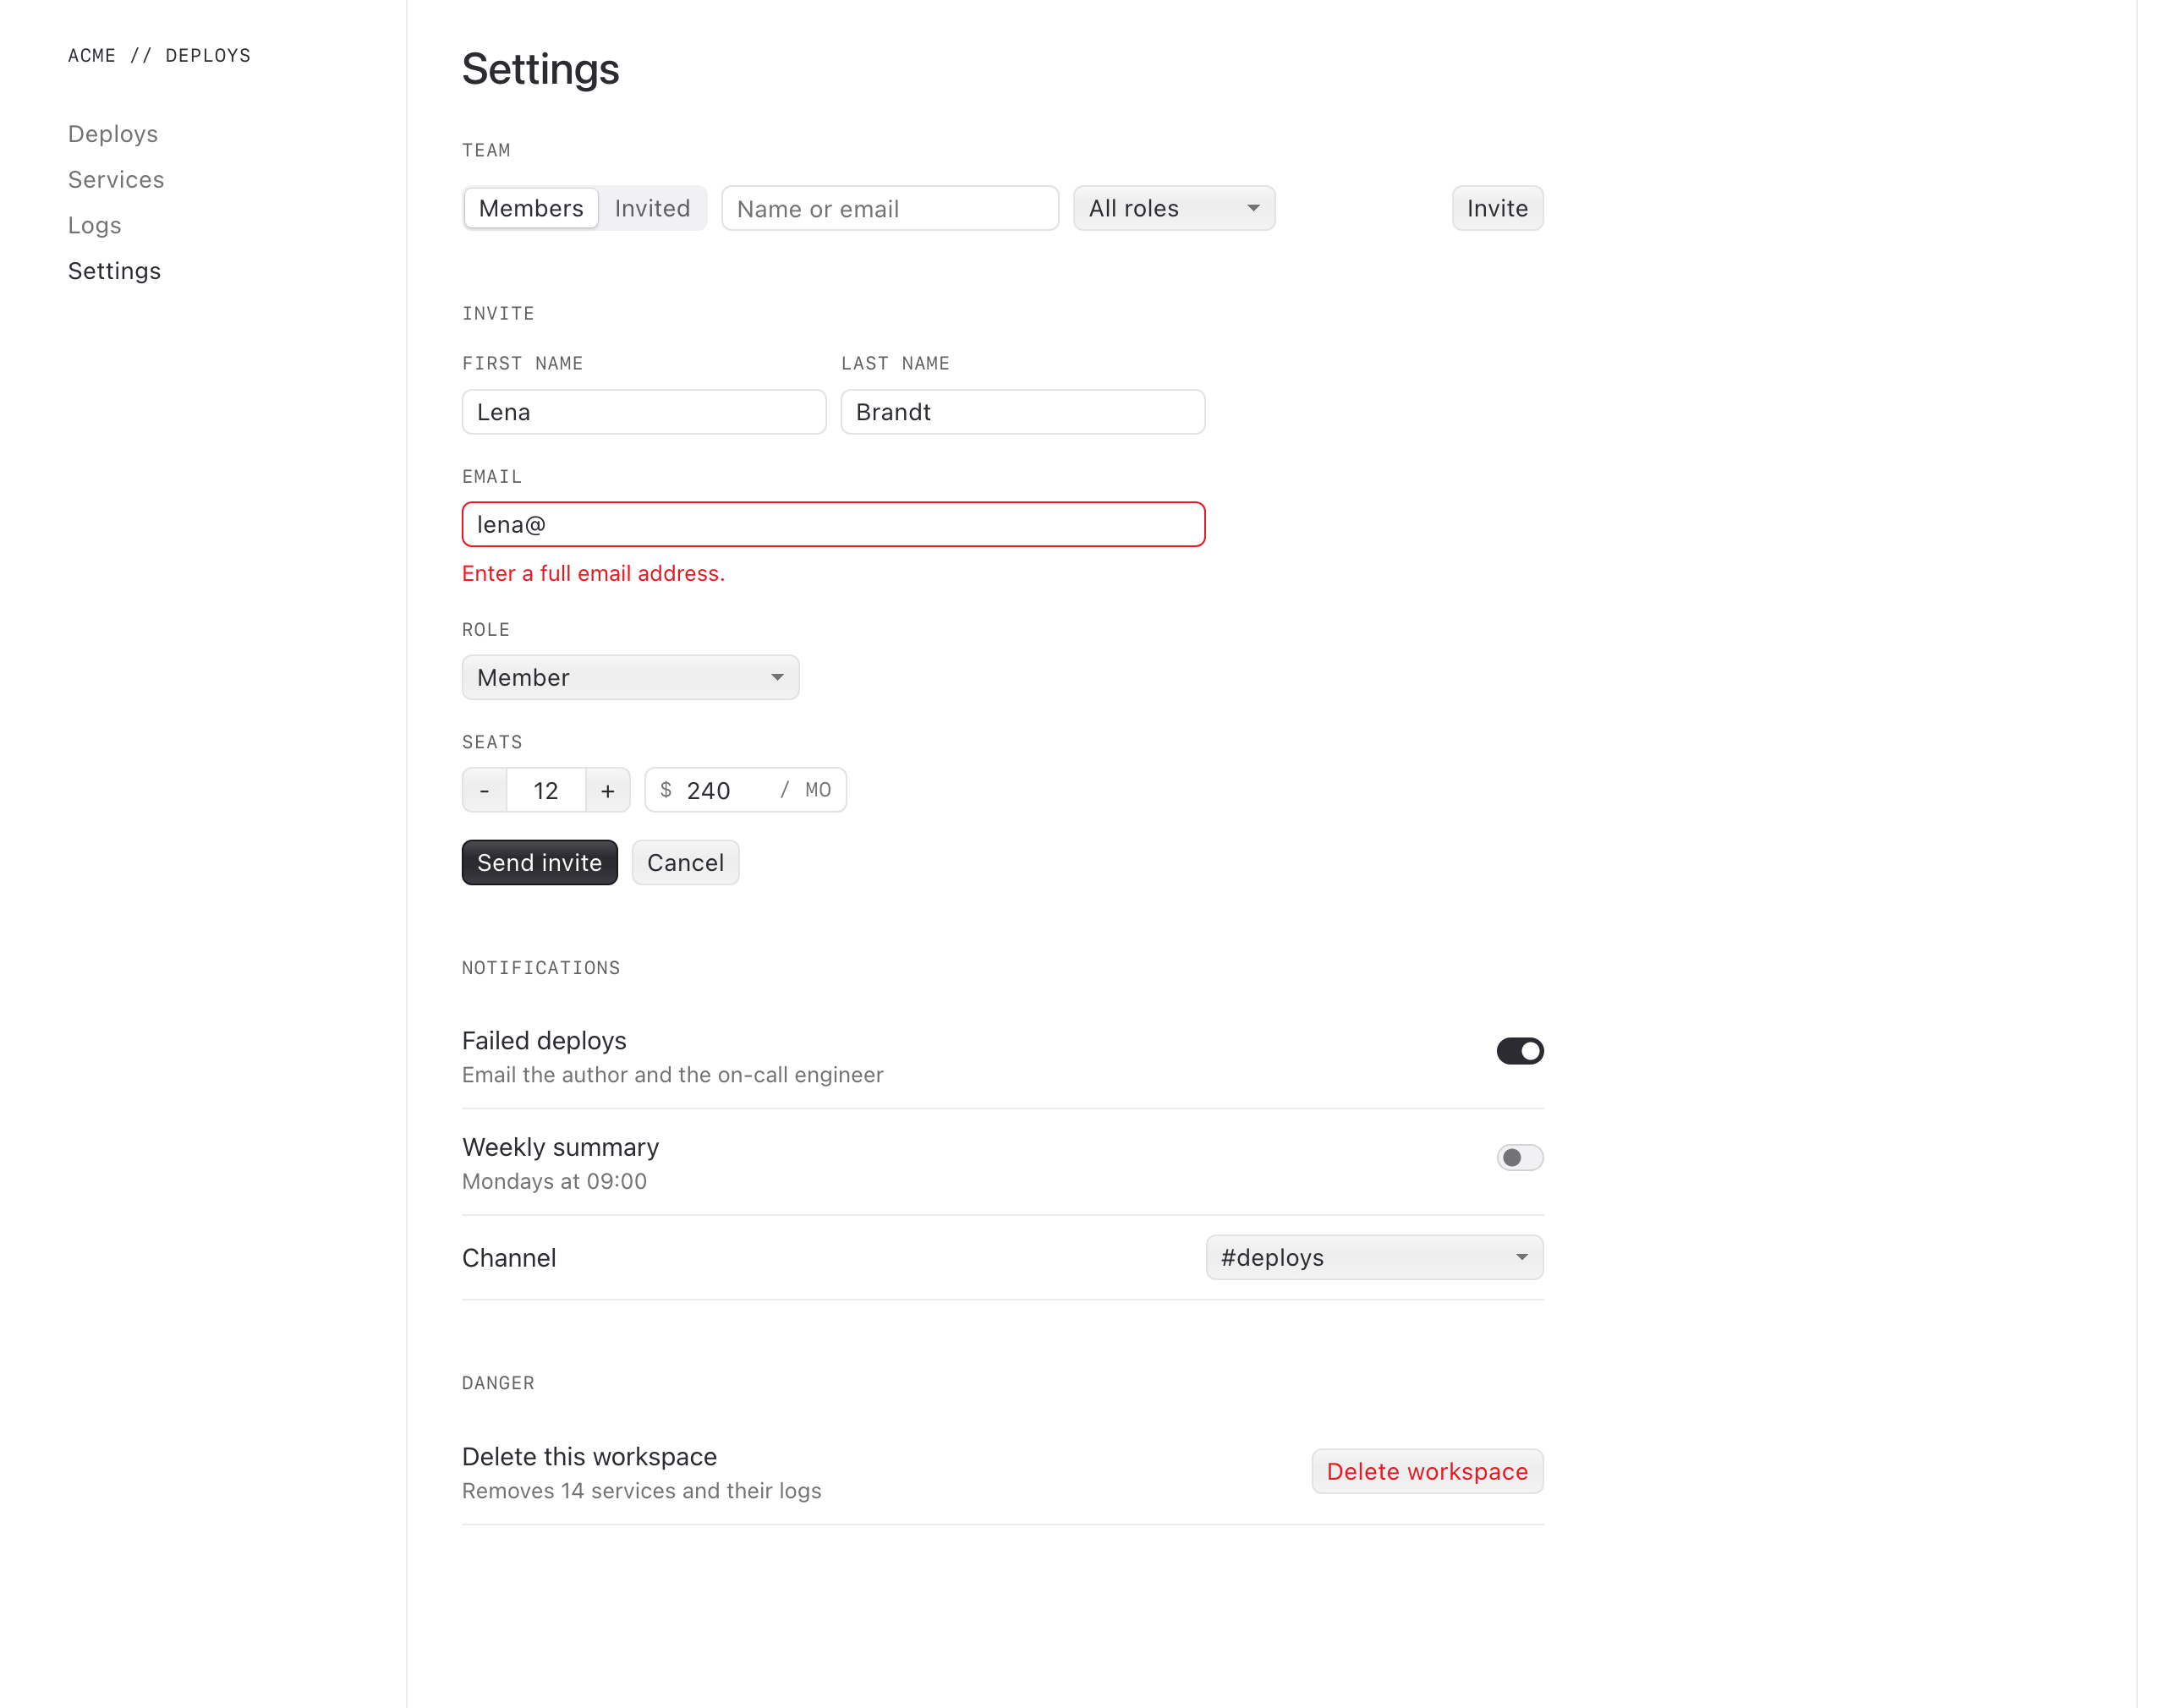 ACME // DEPLOYS
Deploys
Services
Logs
Settings
Settings
TEAM
Members Invited Name or email All roles Invite
INVITE
FIRST NAME LAST NAME
Lena Brandt
EMAIL
lena@
Enter a full email address.
ROLE
Member
SEATS
- 12 + $ 240 / MO
Send invite Cancel
NOTIFICATIONS
Failed deploys
Email the author and the on-call engineer
Weekly summary
Mondays at 09:00
Channel #deploys
DANGER
Delete this workspace
Removes 14 services and their logs
Delete workspace